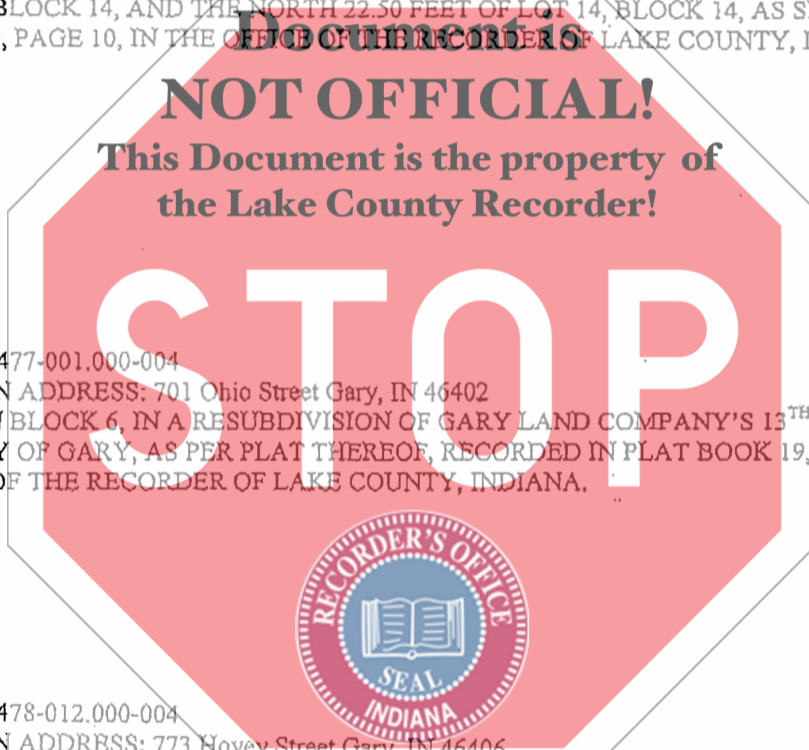 BLOCK 14, AND THE NORTH 22.50 FEET OF LOT 14, BLOCK 14, AS S
Document is
, PAGE 10, IN THE OFFICE OF THE RECORDER OF LAKE COUNTY, I
NOT OFFICIAL!
This Document is the property of
the Lake County Recorder!
STOP
477-001.000-004
N ADDRESS: 701 Ohio Street Gary, IN 46402
BLOCK 6, IN A RESUBDIVISION OF GARY LAND COMPANY'S 13TH
Y OF GARY, AS PER PLAT THEREOF, RECORDED IN PLAT BOOK 19,
OF THE RECORDER OF LAKE COUNTY, INDIANA.
RECORDER'S OFFICE
SEAL
INDIANA
478-012.000-004
N ADDRESS: 773 Hovey Street Gary, IN 46406